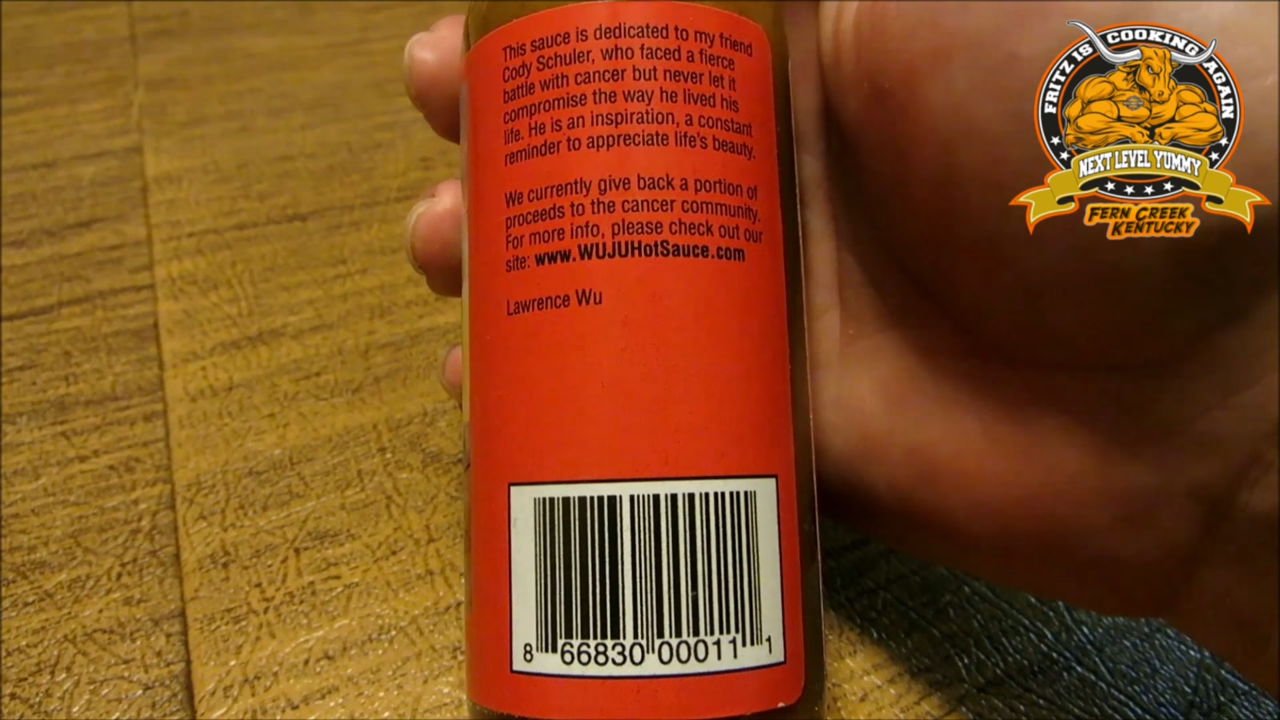 This sauce is dedicated to my friend
Cody Schuler, who faced a fierce
battle with cancer but never let it
compromise the way he lived his
life. He is an inspiration, a constant
reminder to appreciate life's beauty.
We currently give back a portion of
proceeds to the cancer community.
For more info, please check out our
site: www.WUJUHotSauce.com
Lawrence Wu
8 66830 00011 1
FRITZ IS COOKING AGAIN
NEXT LEVEL YUMMY
FERN CREEK
KENTUCKY